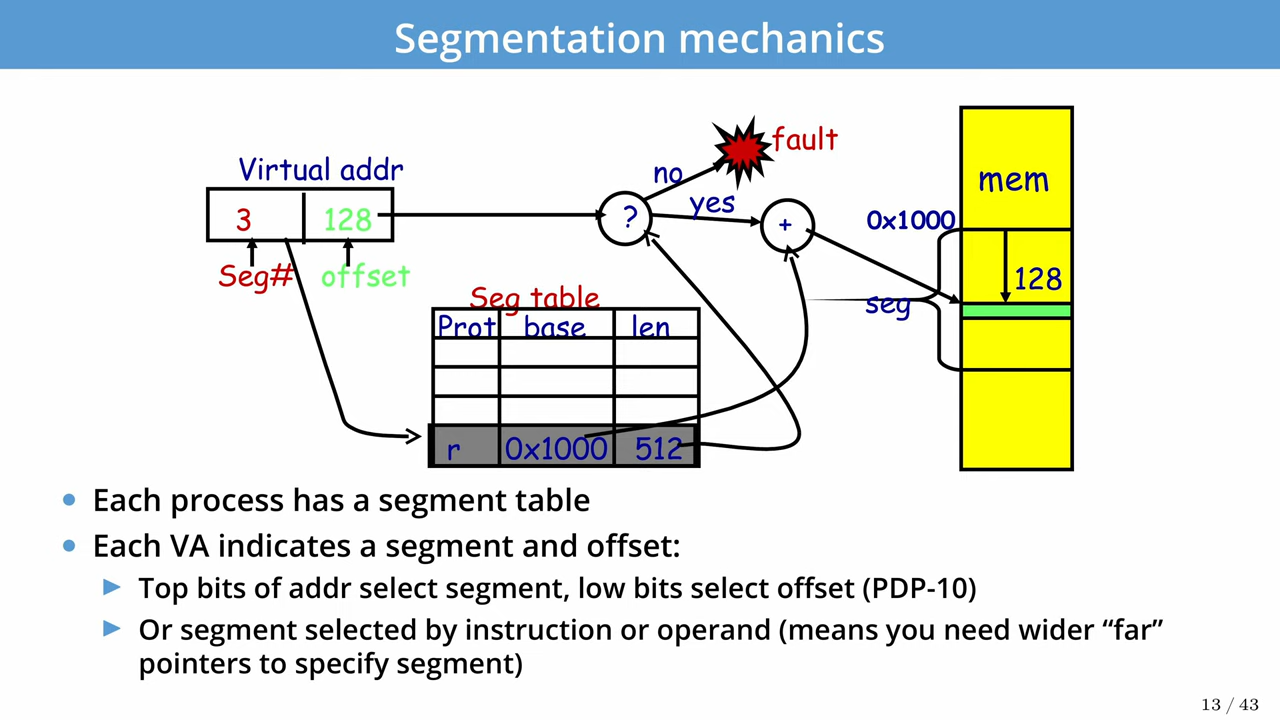 Segmentation mechanics
fault
Virtual addr
no
mem
yes
3
128
?
+
0x1000
Seg#
offset
128
Seg table
seg
Prot base len
r 0x1000 512
Each process has a segment table
Each VA indicates a segment and offset:
Top bits of addr select segment, low bits select offset (PDP-10)
Or segment selected by instruction or operand (means you need wider “far”
pointers to specify segment)
13 / 43